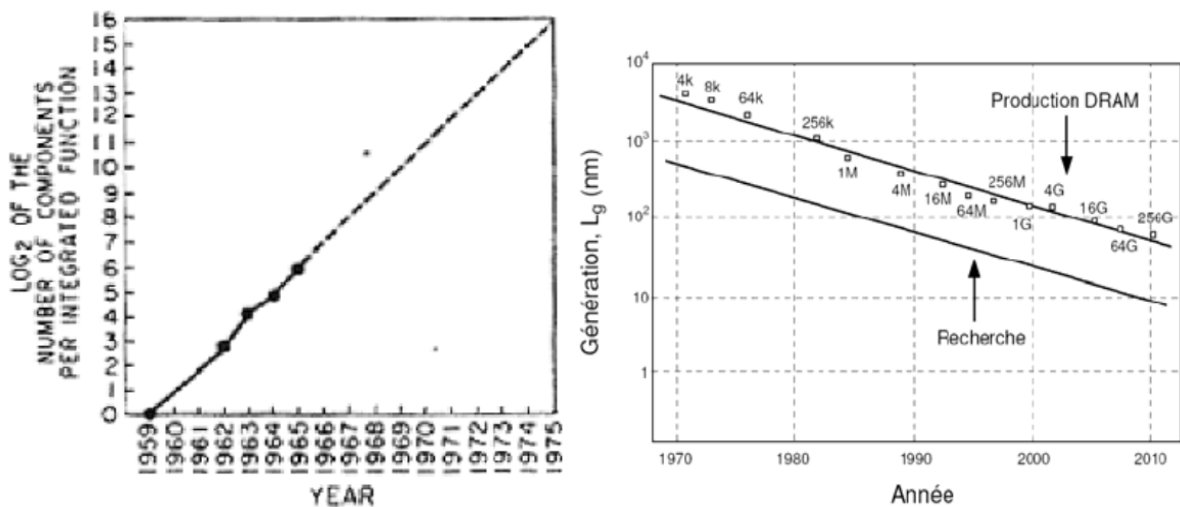 LOG2 OF THE
NUMBER OF COMPONENTS
PER INTEGRATED FUNCTION
16
15
14
13
12
11
10
9
8
7
6
5
4
3
2
1
0
1959
1960
1961
1962
1963
1964
1965
1966
1967
1968
1969
1970
1971
1972
1973
1974
1975
YEAR
Génération, Lg (nm)
10^4
10^3
10^2
10
1
4k
8k
64k
256k
1M
4M
16M
64M
256M
1G
4G
16G
64G
256G
Production DRAM
Recherche
1970
1980
1990
2000
2010
Année